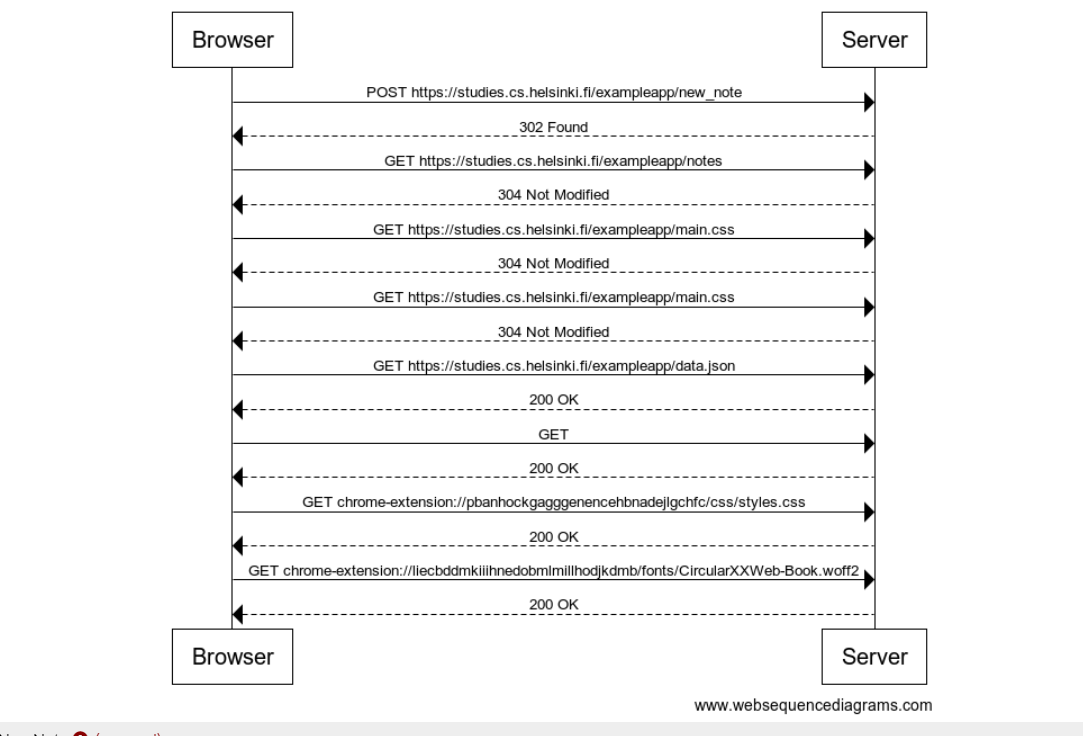 Browser Server
POST https://studies.cs.helsinki.fi/exampleapp/new_note
302 Found
GET https://studies.cs.helsinki.fi/exampleapp/notes
304 Not Modified
GET https://studies.cs.helsinki.fi/exampleapp/main.css
304 Not Modified
GET https://studies.cs.helsinki.fi/exampleapp/main.css
304 Not Modified
GET https://studies.cs.helsinki.fi/exampleapp/data.json
200 OK
GET
200 OK
GET chrome-extension://pbanhockgagggenencehbnadejlgchfc/css/styles.css
200 OK
GET chrome-extension://liecbddmkiiihnedobmlmillhodjkdmb/fonts/CircularXXWeb-Book.woff2
200 OK
Browser Server
www.websequencediagrams.com